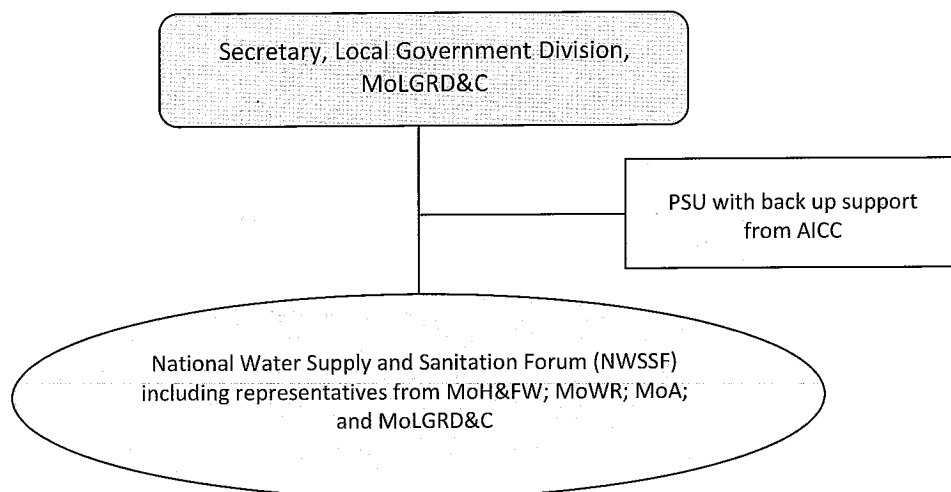 Secretary, Local Government Division,
MoLGRD&C
PSU with back up support
from AICC
National Water Supply and Sanitation Forum (NWSSF)
including representatives from MoH&FW; MoWR; MoA;
and MoLGRD&C